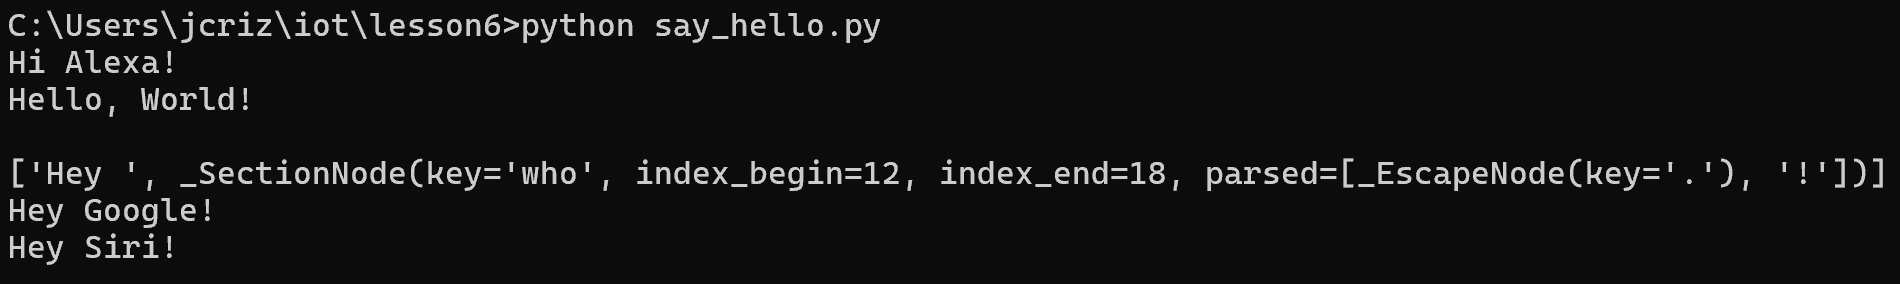 C:\Users\jcriz\iot\lesson6>python say_hello.py
Hi Alexa!
Hello, World!

['Hey ', _SectionNode(key='who', index_begin=12, index_end=18, parsed=[_EscapeNode(key='.'), '!'])]
Hey Google!
Hey Siri!